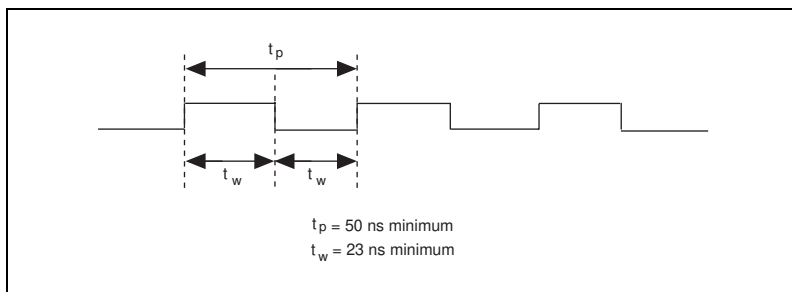 tp
tw tw
tp = 50 ns minimum
tw = 23 ns minimum